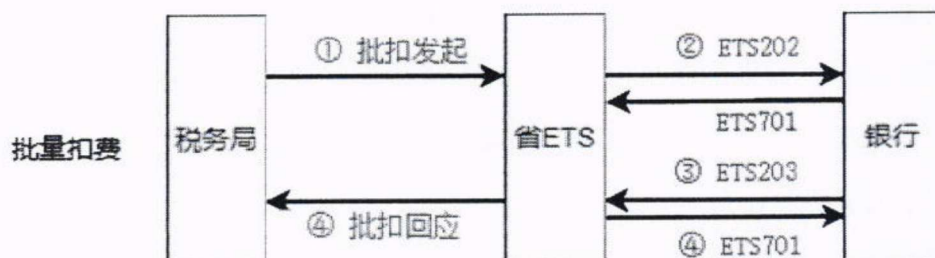 ① 批扣发起
② ETS202
ETS701
批量扣费
税务局
省ETS
银行
③ ETS203
④ 批扣回应
④ ETS701